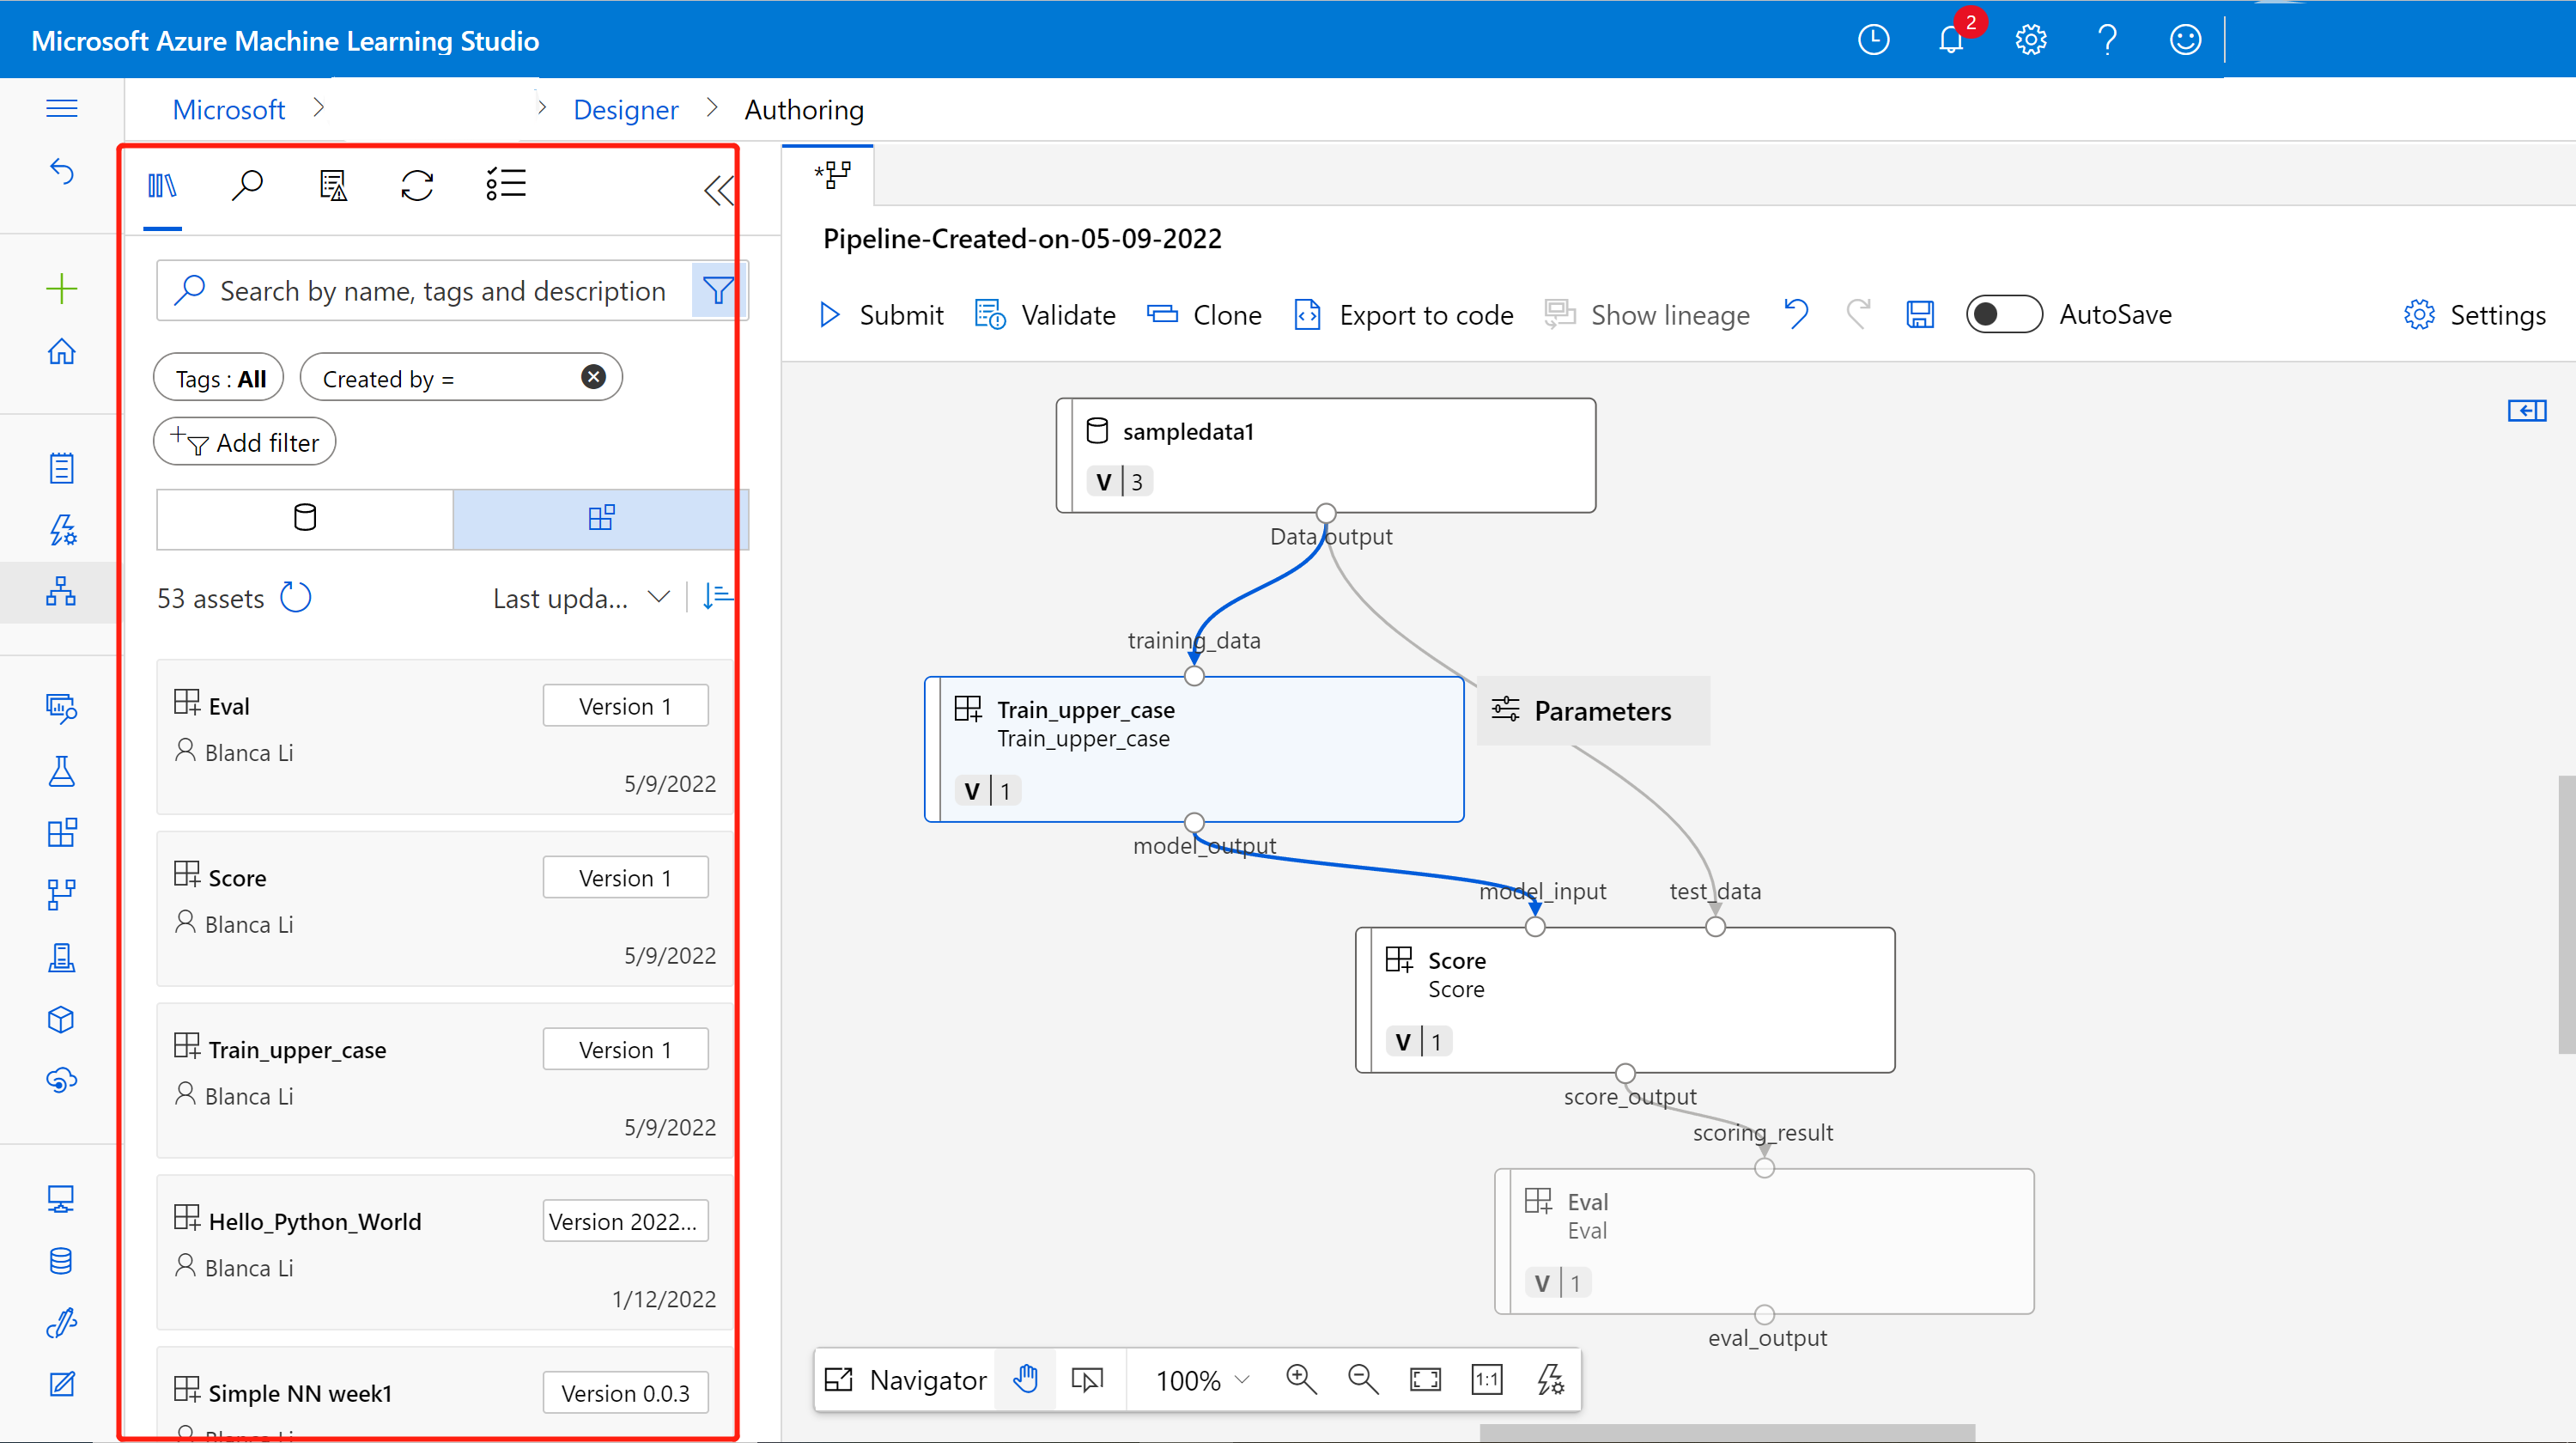 Microsoft Azure Machine Learning Studio
2
Microsoft > > Designer > Authoring
Search by name, tags and description
Tags : All
Created by =
Add filter
53 assets
Last upda...
Eval
Version 1
Blanca Li
5/9/2022
Score
Version 1
Blanca Li
5/9/2022
Train_upper_case
Version 1
Blanca Li
5/9/2022
Hello_Python_World
Version 2022...
Blanca Li
1/12/2022
Simple NN week1
Version 0.0.3
Blanca Li
Pipeline-Created-on-05-09-2022
Submit
Validate
Clone
Export to code
Show lineage
AutoSave
Settings
sampledata1
V 3
Data output
training_data
Train_upper_case
Train_upper_case
V 1
Parameters
model_output
model_input
test_data
Score
Score
V 1
score_output
scoring_result
Eval
Eval
V 1
eval_output
Navigator
100%
1:1